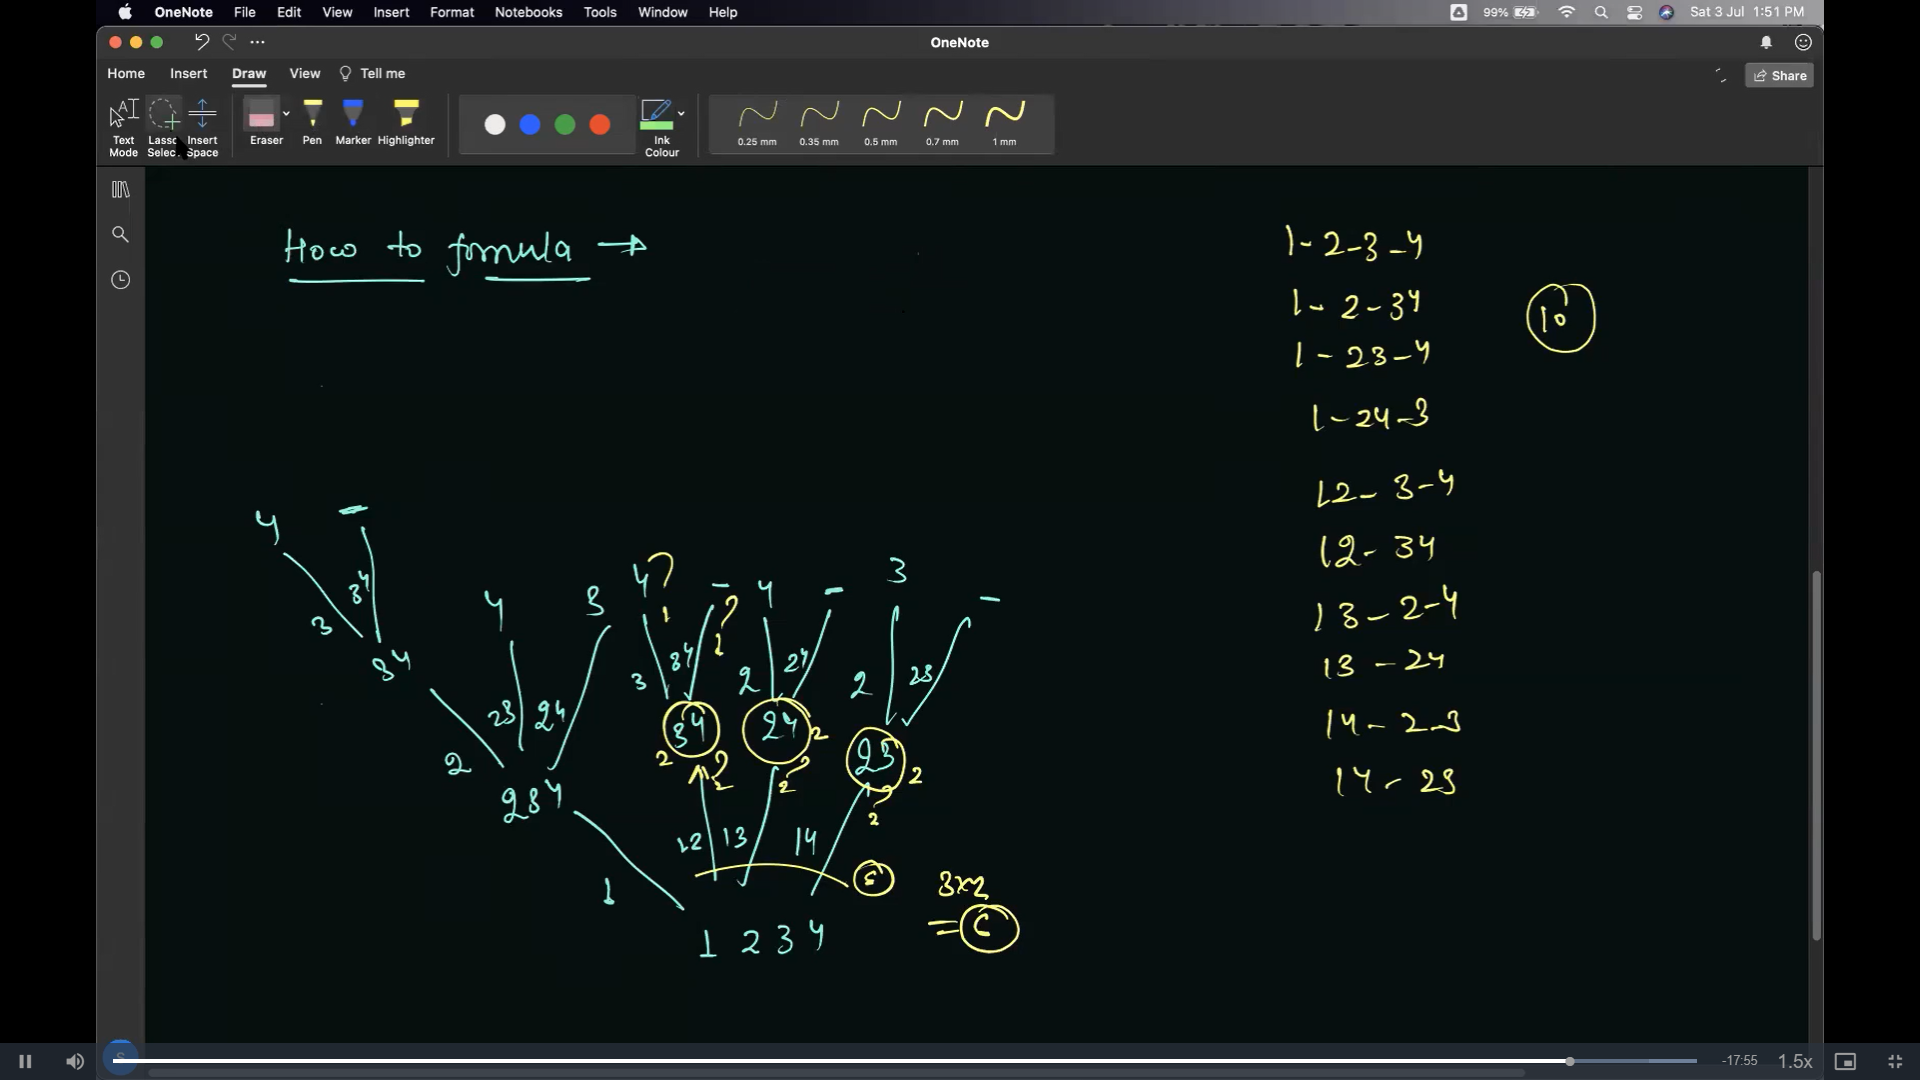 OneNote File Edit View Insert Format Notebooks Tools Window Help 99% Sat 3 Jul 1:51 PM
OneNote
Home Insert Draw View Tell me Share
Text Mode
Lasso Select
Insert Space
Eraser Pen Marker Highlighter
Ink Colour
0.25 mm 0.35 mm 0.5 mm 0.7 mm 1 mm
How to formula →
1-2-3-4
1-2-34
10
1-23-4
1-24-3
12-3-4
12-34
13-2-4
13-24
14-2-3
14-23
4 -
3 34
34
4 3 4 - 4 - 3 -
1 1
23 24 3 34 2 24 2 23
34 24 23
2 2 2 2 2 2
2
234
12 13 14
1
3x2
= 6
1 2 3 4
-17:55 1.5x